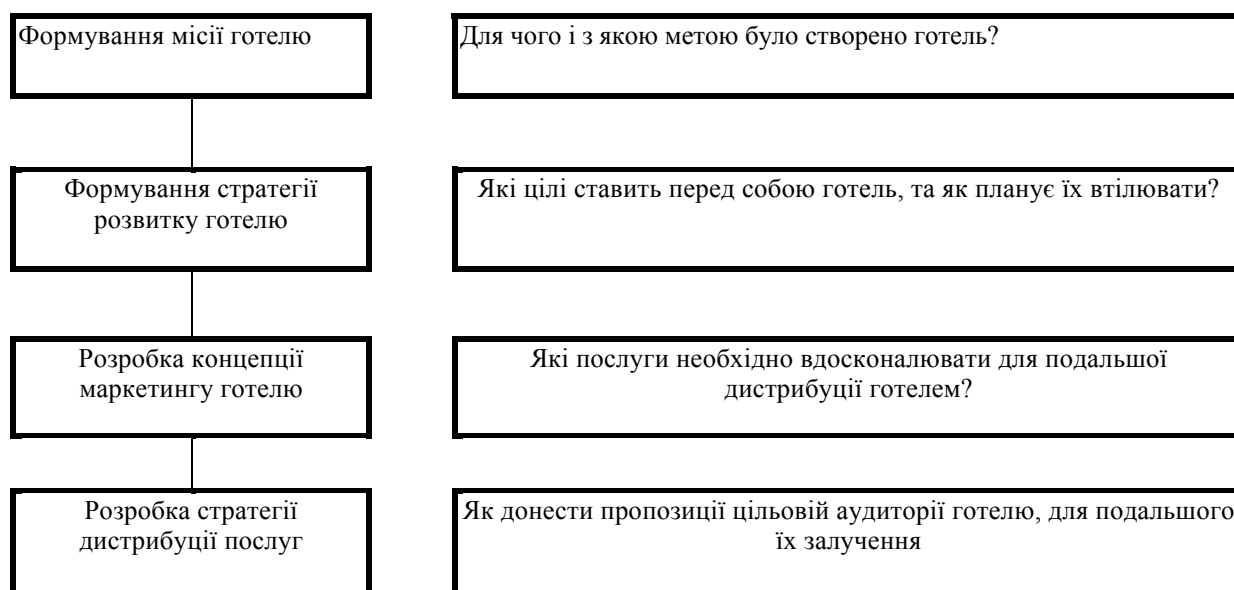 Формування місії готелю
Для чого і з якою метою було створено готель?
Формування стратегії
розвитку готелю
Які цілі ставить перед собою готель, та як планує їх втілювати?
Розробка концепції
маркетингу готелю
Які послуги необхідно вдосконалювати для подальшої
дистрибуції готелем?
Розробка стратегії
дистрибуції послуг
Як донести пропозиції цільовій аудиторії готелю, для подальшого
їх залучення